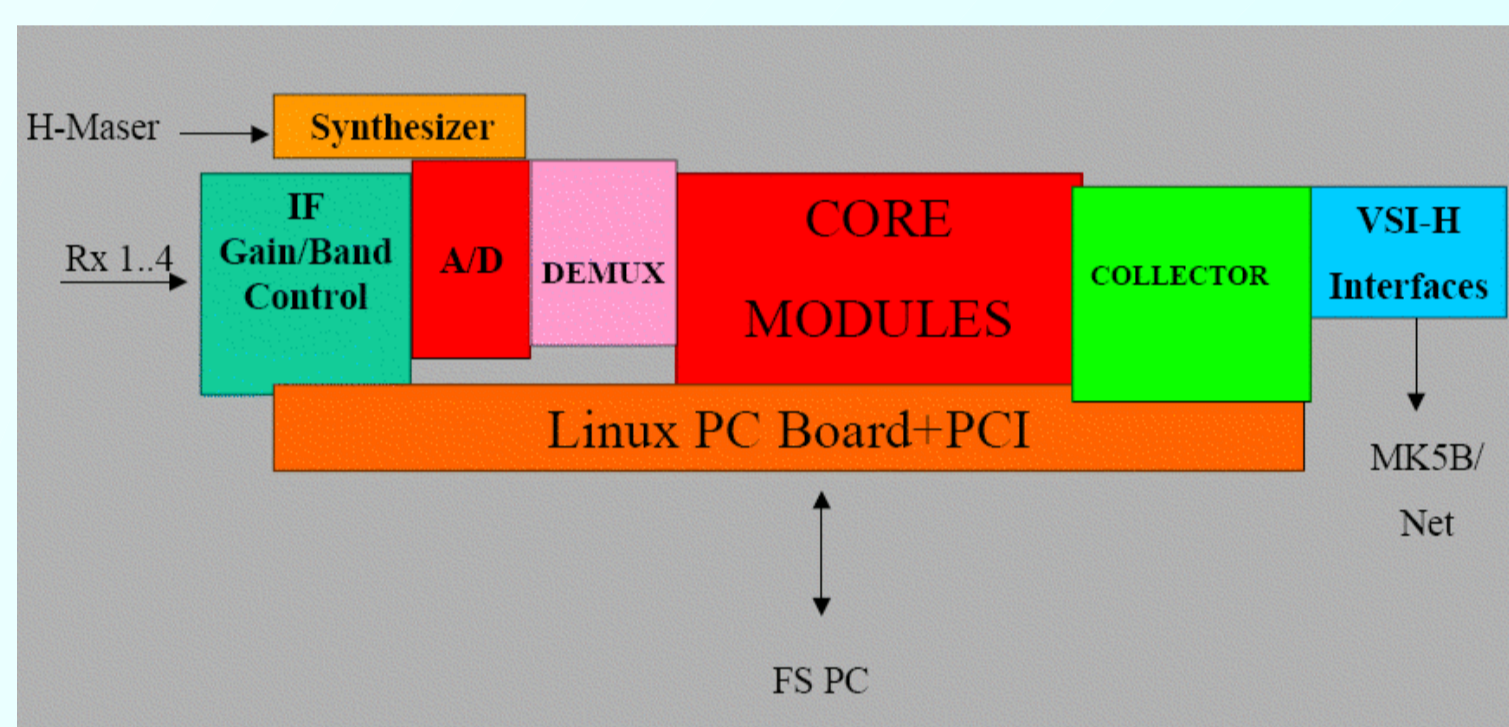 H-Maser
Synthesizer
Rx 1..4
IF
Gain/Band
Control
A/D
DEMUX
CORE
MODULES
COLLECTOR
VSI-H
Interfaces
Linux PC Board+PCI
MK5B/
Net
FS PC